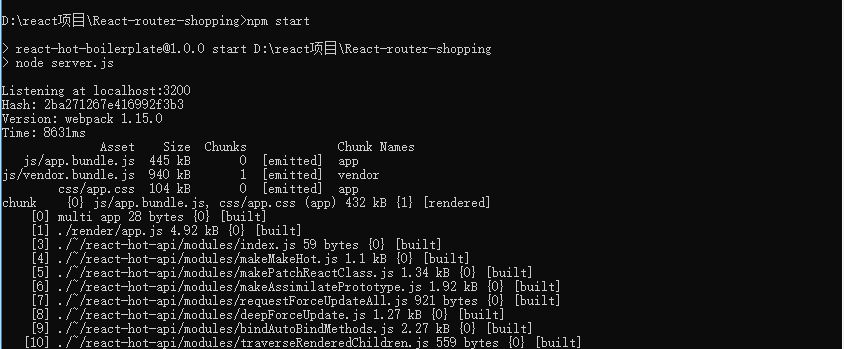 D:\react项目\React-router-shopping>npm start
> react-hot-boilerplate@1.0.0 start D:\react项目\React-router-shopping
> node server.js
Listening at localhost:3200
Hash: 2ba271267e416992f3b3
Version: webpack 1.15.0
Time: 8631ms
Asset Size Chunks Chunk Names
js/app.bundle.js 445 kB 0 [emitted] app
js/vendor.bundle.js 940 kB 1 [emitted] vendor
css/app.css 104 kB 0 [emitted] app
chunk {0} js/app.bundle.js, css/app.css (app) 432 kB {1} [rendered]
[0] multi app 28 bytes {0} [built]
[1] ./render/app.js 4.92 kB {0} [built]
[3] ./~/react-hot-api/modules/index.js 59 bytes {0} [built]
[4] ./~/react-hot-api/modules/makeMakeHot.js 1.1 kB {0} [built]
[5] ./~/react-hot-api/modules/makePatchReactClass.js 1.34 kB {0} [built]
[6] ./~/react-hot-api/modules/makeAssimilatePrototype.js 1.92 kB {0} [built]
[7] ./~/react-hot-api/modules/requestForceUpdateAll.js 921 bytes {0} [built]
[8] ./~/react-hot-api/modules/deepForceUpdate.js 1.27 kB {0} [built]
[9] ./~/react-hot-api/modules/bindAutoBindMethods.js 2.27 kB {0} [built]
[10] ./~/react-hot-api/modules/traverseRenderedChildren.js 559 bytes {0} [built]